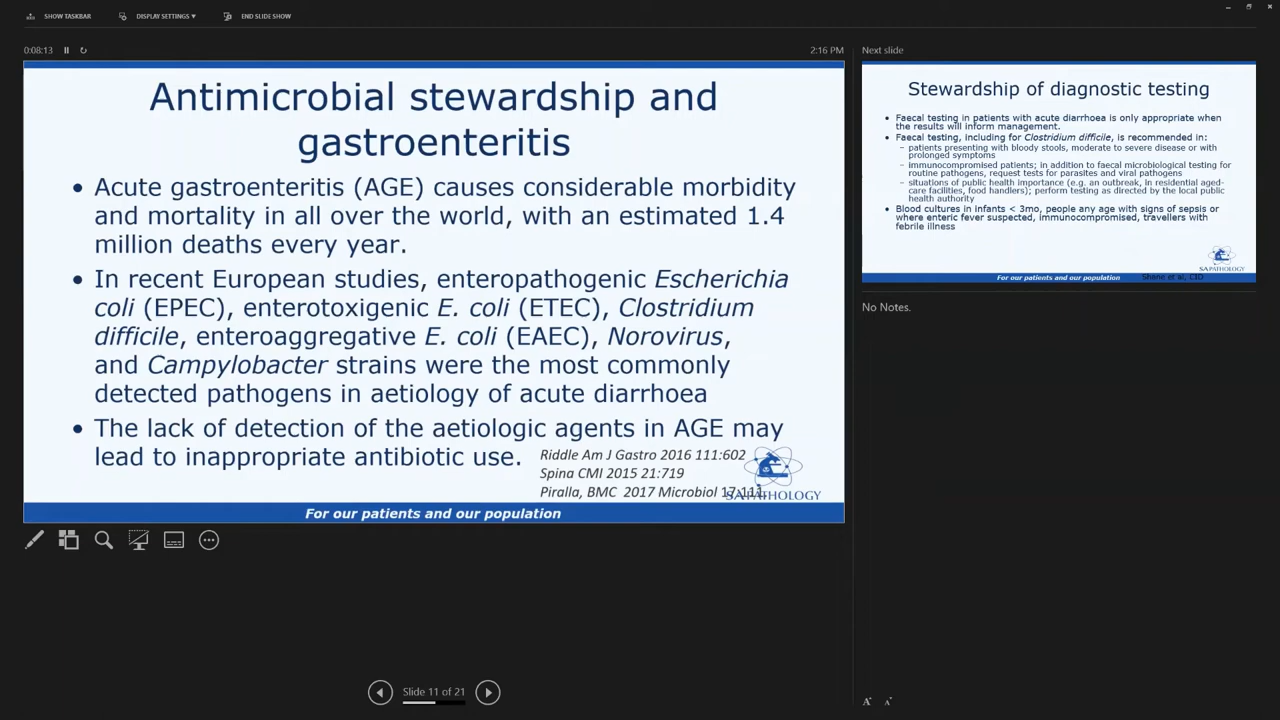 SHOW TASKBAR
DISPLAY SETTINGS ▾
END SLIDE SHOW
0:08:13
2:16 PM
Antimicrobial stewardship and
gastroenteritis
• Acute gastroenteritis (AGE) causes considerable morbidity
and mortality in all over the world, with an estimated 1.4
million deaths every year.
• In recent European studies, enteropathogenic Escherichia
coli (EPEC), enterotoxigenic E. coli (ETEC), Clostridium
difficile, enteroaggregative E. coli (EAEC), Norovirus,
and Campylobacter strains were the most commonly
detected pathogens in aetiology of acute diarrhoea
• The lack of detection of the aetiologic agents in AGE may
lead to inappropriate antibiotic use.
Riddle Am J Gastro 2016 111:602
Spina CMI 2015 21:719
Piralla, BMC 2017 Microbiol 17:111.
SA PATHOLOGY
For our patients and our population
Slide 11 of 21
Next slide
Stewardship of diagnostic testing
• Faecal testing in patients with acute diarrhoea is only appropriate when
the results will inform management.
• Faecal testing, including for Clostridium difficile, is recommended in:
– patients presenting with bloody stools, moderate to severe disease or with
prolonged symptoms
– immunocompromised patients; in addition to faecal microbiological testing for
routine pathogens, request tests for parasites and viral pathogens
– situations of public health importance (e.g. an outbreak, in residential aged-
care facilities, food handlers); perform testing as directed by the local public
health authority
• Blood cultures in infants < 3mo, people any age with signs of sepsis or
where enteric fever suspected, immunocompromised, travellers with
febrile illness
SA PATHOLOGY
For our patients and our population
Shane et al, CID
No Notes.
A
A